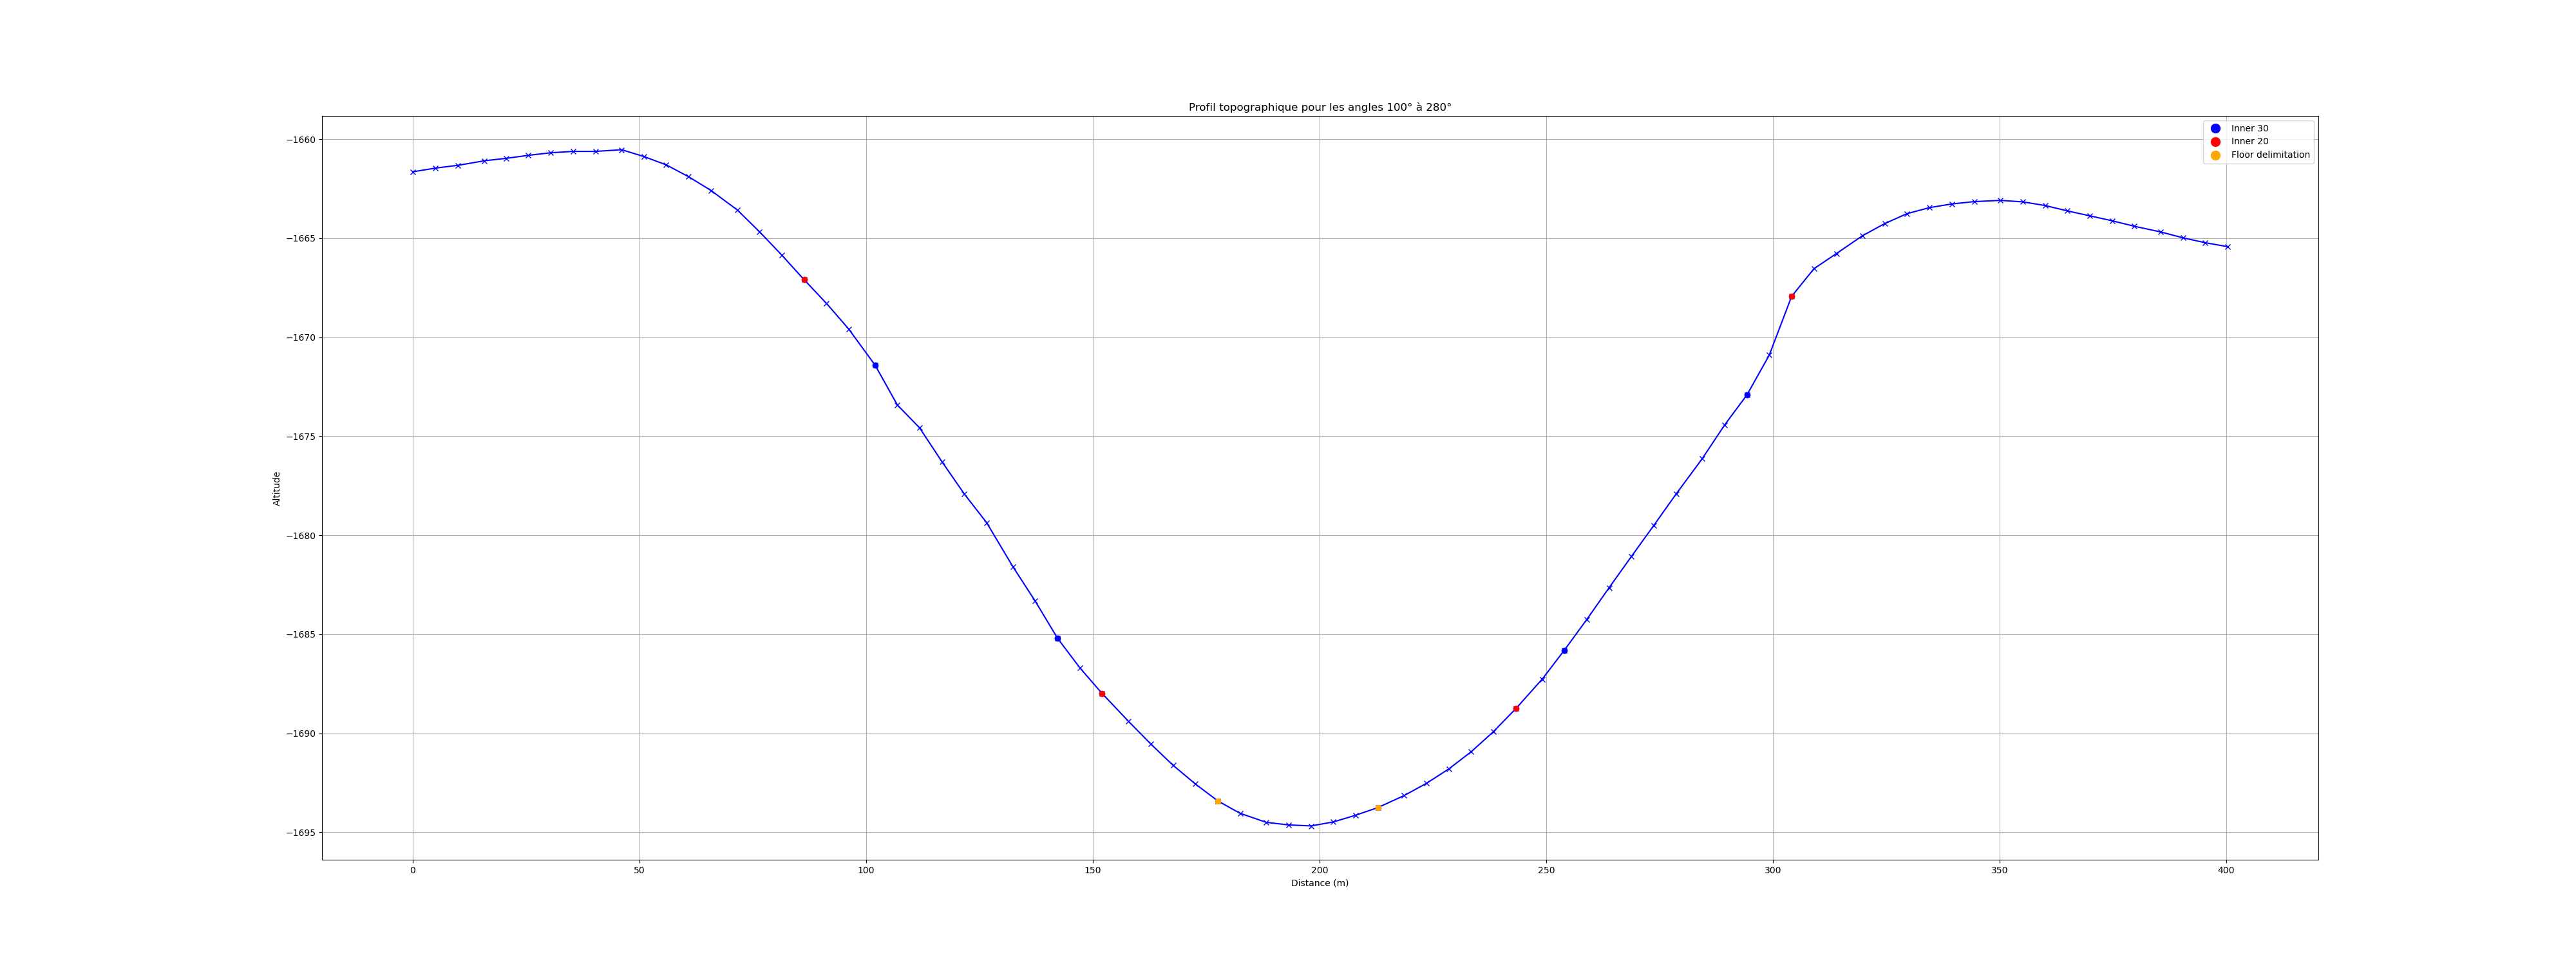 Profil topographique pour les angles 100° à 280°
Inner 30
Inner 20
Floor delimitation
Altitude
−1660
−1665
−1670
−1675
−1680
−1685
−1690
−1695
0 50 100 150 200 250 300 350 400
Distance (m)